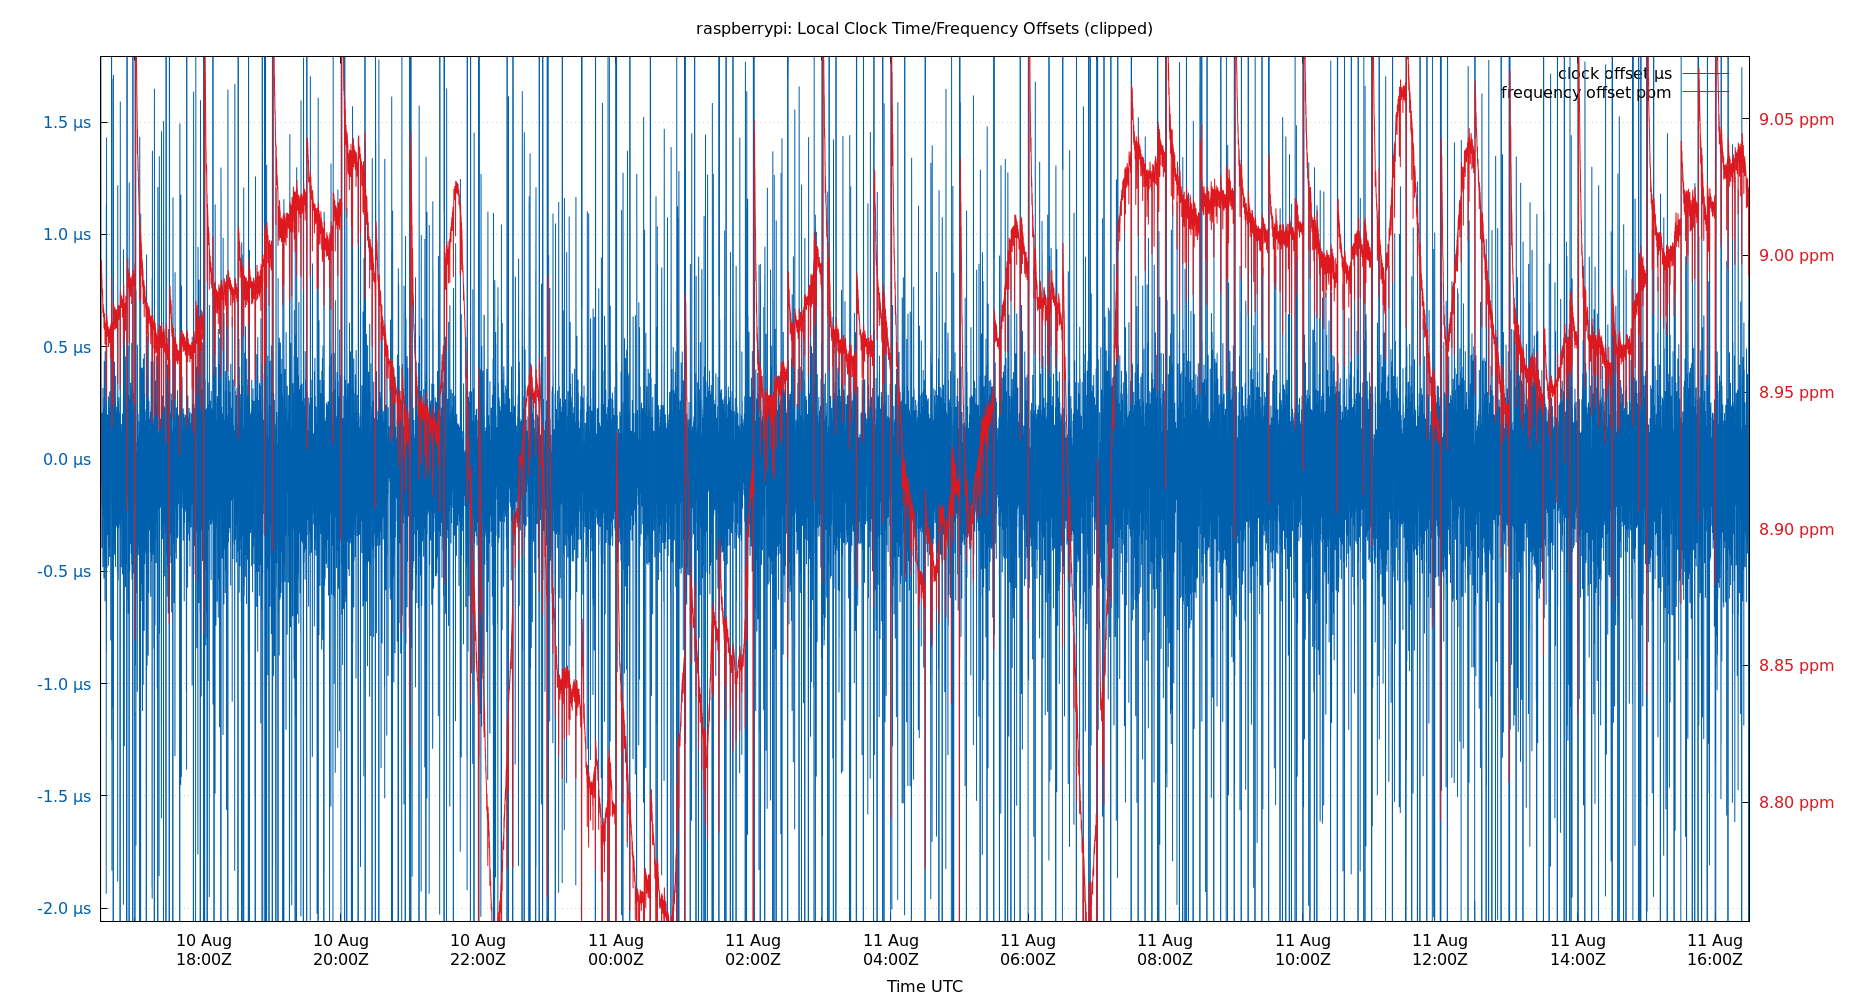 raspberrypi: Local Clock Time/Frequency Offsets (clipped)
clock offset µs
frequency offset ppm
1.5 µs
1.0 µs
0.5 µs
0.0 µs
-0.5 µs
-1.0 µs
-1.5 µs
-2.0 µs
9.05 ppm
9.00 ppm
8.95 ppm
8.90 ppm
8.85 ppm
8.80 ppm
10 Aug
18:00Z
10 Aug
20:00Z
10 Aug
22:00Z
11 Aug
00:00Z
11 Aug
02:00Z
11 Aug
04:00Z
11 Aug
06:00Z
11 Aug
08:00Z
11 Aug
10:00Z
11 Aug
12:00Z
11 Aug
14:00Z
11 Aug
16:00Z
Time UTC